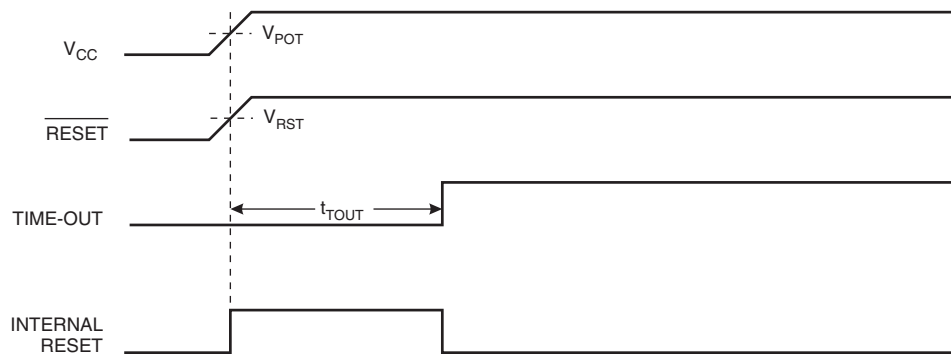 V_CC
V_POT
RESET
V_RST
TIME-OUT
t_TOUT
INTERNAL
RESET